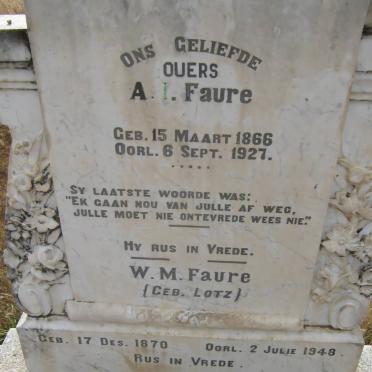 ONS GELIEFDE
OUERS
FAURE
GEB. 15 MAART 1866
OORL. 6 SEPT. 1927.
SY LAATSTE WOORDE WAS:
"EK GAAN NOU VAN JULLE AF WEG,
JULLE MOET NIE ONTEVREDE WEES NIE."
HY RUS IN VREDE.
W. M. FAURE
(GEB. LOTZ)
GEB. 17 DES. 1870 OORL. 2 JULIE 1948.
RUS IN VREDE.